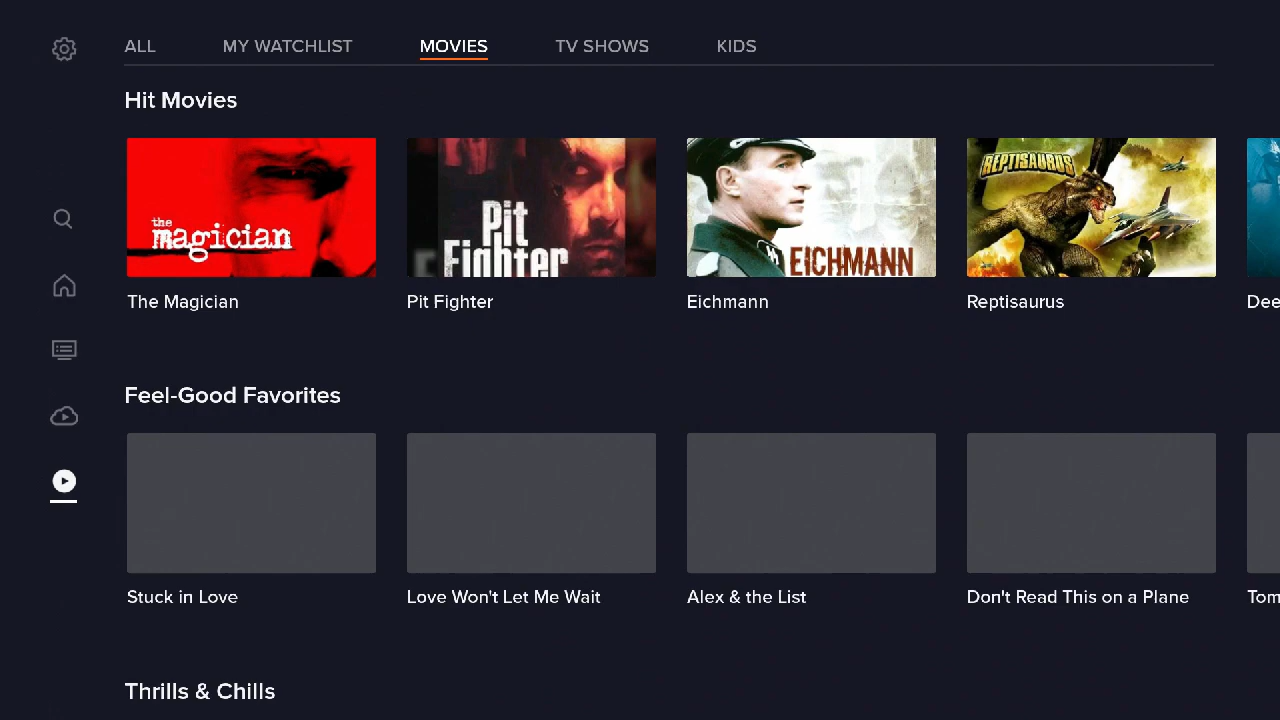 ALL MY WATCHLIST MOVIES TV SHOWS KIDS
Hit Movies
the
magician
Pit
Fighter
EICHMANN
REPTISAURUS
The Magician Pit Fighter Eichmann Reptisaurus Dee
Feel-Good Favorites
Stuck in Love Love Won't Let Me Wait Alex & the List Don't Read This on a Plane Tom
Thrills & Chills